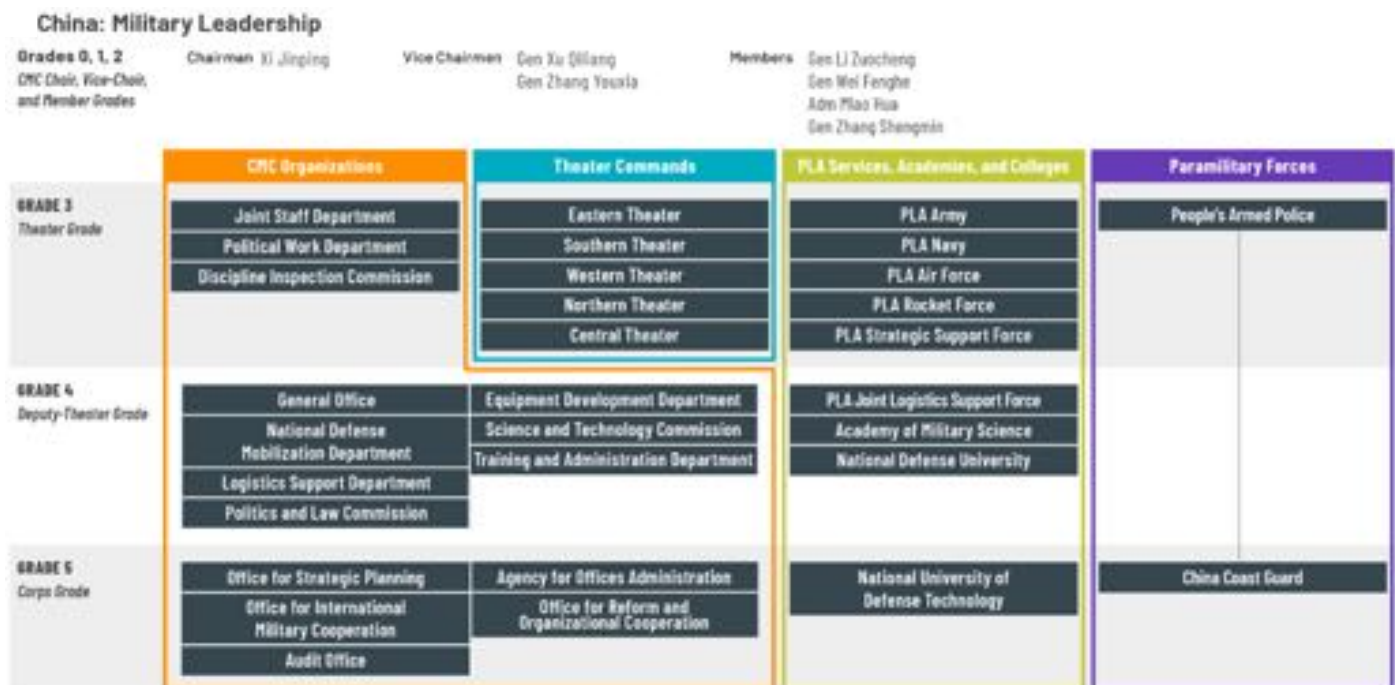 China: Military Leadership
Grades 0, 1, 2
CMC Chair, Vice-Chair,
and Member Grades
Chairman Xi Jinping
Vice Chairmen Gen Xu Qiliang
Gen Zhang Youxia
Members Gen Li Zuocheng
Gen Wei Fenghe
Adm Miao Hua
Gen Zhang Shengmin
CMC Organizations
Theater Commands
PLA Services, Academies, and Colleges
Paramilitary Forces
GRADE 3
Theater Grade
Joint Staff Department
Political Work Department
Discipline Inspection Commission
Eastern Theater
Southern Theater
Western Theater
Northern Theater
Central Theater
PLA Army
PLA Navy
PLA Air Force
PLA Rocket Force
PLA Strategic Support Force
People's Armed Police
GRADE 4
Deputy-Theater Grade
General Office
National Defense
Mobilization Department
Logistics Support Department
Politics and Law Commission
Equipment Development Department
Science and Technology Commission
Training and Administration Department
PLA Joint Logistics Support Force
Academy of Military Science
National Defense University
GRADE 5
Corps Grade
Office for Strategic Planning
Office for International
Military Cooperation
Audit Office
Agency for Offices Administration
Office for Reform and
Organizational Cooperation
National University of
Defense Technology
China Coast Guard